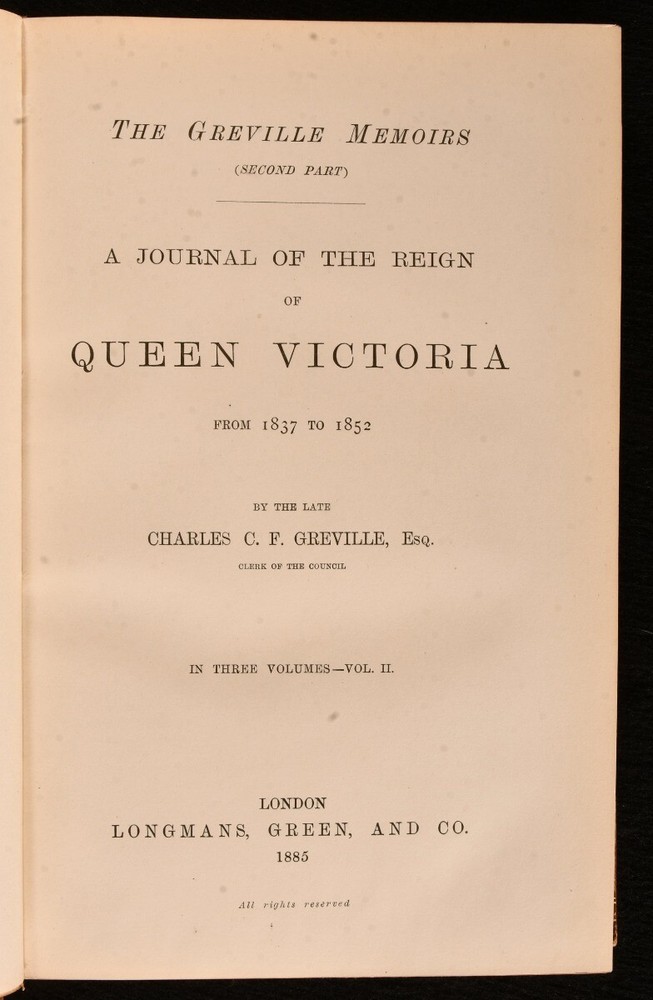 THE GREVILLE MEMOIRS
(SECOND PART)
A JOURNAL OF THE REIGN
OF
QUEEN VICTORIA
FROM 1837 TO 1852
BY THE LATE
CHARLES C. F. GREVILLE, ESQ.
CLERK OF THE COUNCIL
IN THREE VOLUMES—VOL. II.
LONDON
LONGMANS, GREEN, AND CO.
1885
All rights reserved